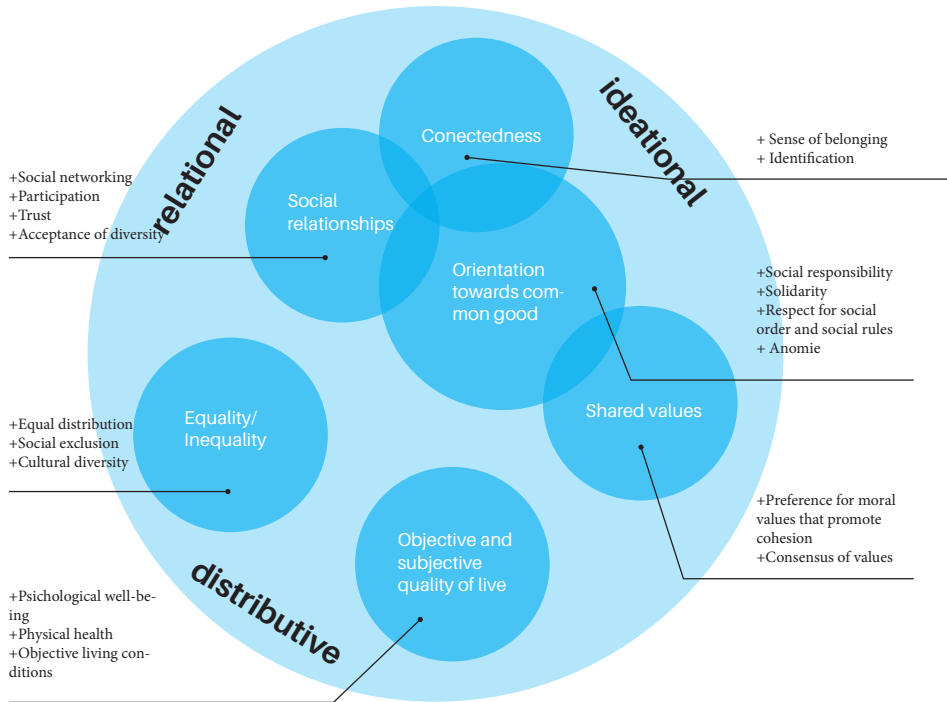 relational
ideational
distributive
Conectedness
Social
relationships
Orientation
towards com-
mon good
Shared values
Equality/
Inequality
Objective and
subjective
quality of live
+Social networking
+Participation
+Trust
+Acceptance of diversity
+Equal distribution
+Social exclusion
+Cultural diversity
+Psichological well-be-
ing
+Physical health
+Objective living con-
ditions
+ Sense of belonging
+ Identification
+Social responsibility
+Solidarity
+Respect for social
order and social rules
+ Anomie
+Preference for moral
values that promote
cohesion
+Consensus of values